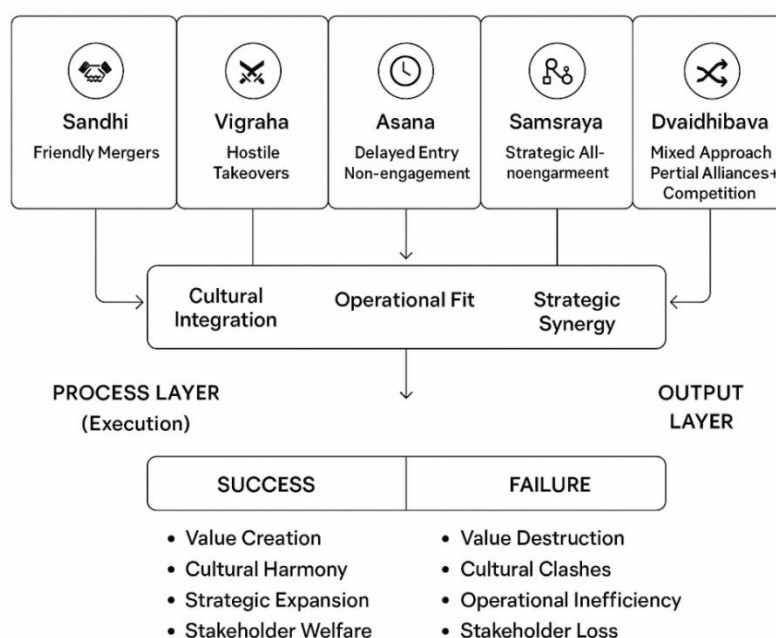 Sandhi
Friendly Mergers
Vigraha
Hostile
Takeovers
Asana
Delayed Entry
Non-engagement
Samsraya
Strategic All-
noengarmeent
Dvaidhibava
Mixed Approach
Pertial Alliances+
Competition
Cultural
Integration
Operational Fit
Strategic
Synergy
PROCESS LAYER
(Execution)
OUTPUT
LAYER
SUCCESS
FAILURE
• Value Creation
• Cultural Harmony
• Strategic Expansion
• Stakeholder Welfare
• Value Destruction
• Cultural Clashes
• Operational Inefficiency
• Stakeholder Loss